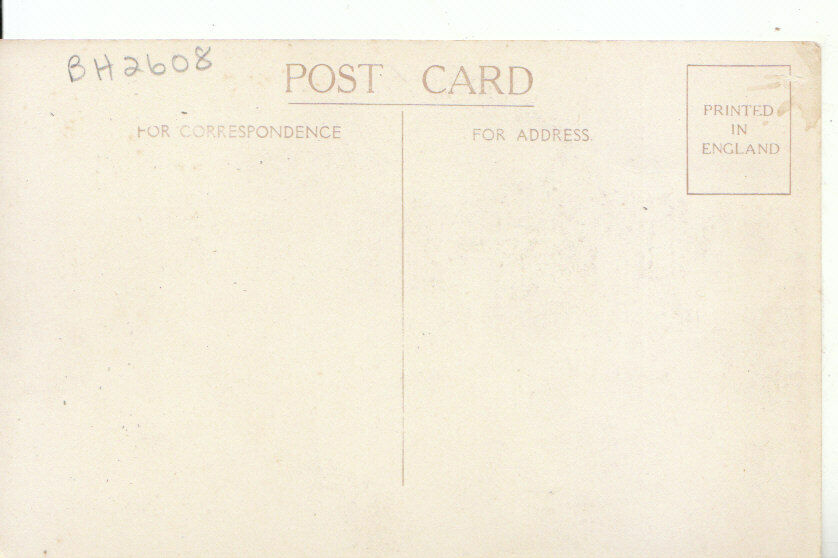 BH2608
POST CARD
FOR CORRESPONDENCE
FOR ADDRESS.
PRINTED
IN
ENGLAND